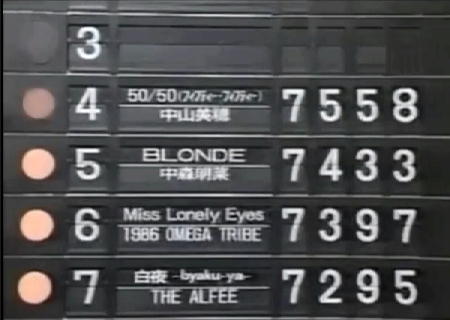 3
4 50/50(フィフティー・フィフティー) 7558
中山美穂
5 BLONDE 7433
中森明菜
6 Miss Lonely Eyes 7397
1986 OMEGA TRIBE
7 白夜 -byaku-ya- 7295
THE ALFEE